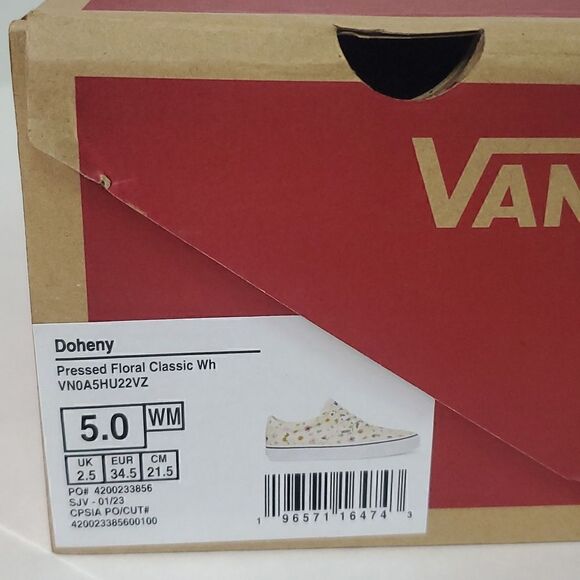 VAN
Doheny
Pressed Floral Classic Wh
VN0A5HU22VZ
5.0 WM
UK EUR CM
2.5 34.5 21.5
PO# 4200233856
SJV - 01/23
CPSIA PO/CUT#
420023385600100
1 96571 16474 3